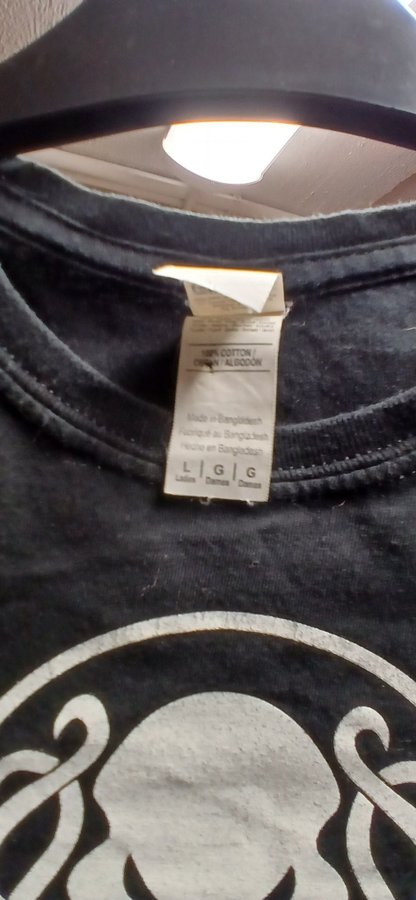 100% COTTON /
COTON / ALGODÓN
Made in Bangladesh
Fabriqué au Bangladesh
Hecho en Bangladesh
L | G | G
Ladies | Dames | Damas